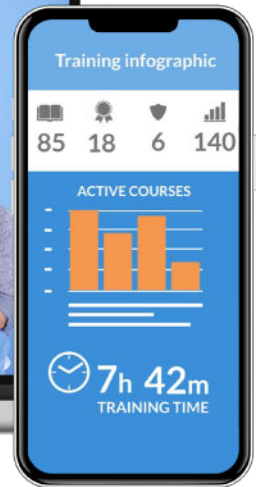 Training infographic
85 18 6 140
ACTIVE COURSES
7h 42m
TRAINING TIME